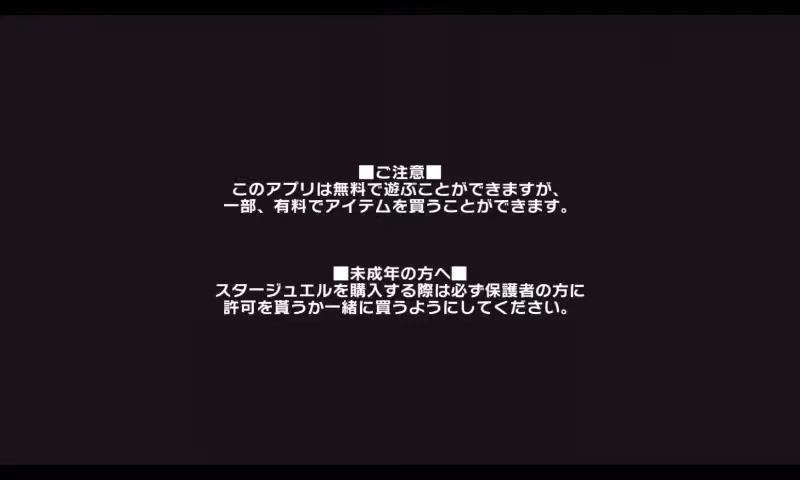 ■ご注意■
このアプリは無料で遊ぶことができますが、
一部、有料でアイテムを買うことができます。
■未成年の方へ■
スタージュエルを購入する際は必ず保護者の方に
許可を貰うか一緒に買うようにしてください。